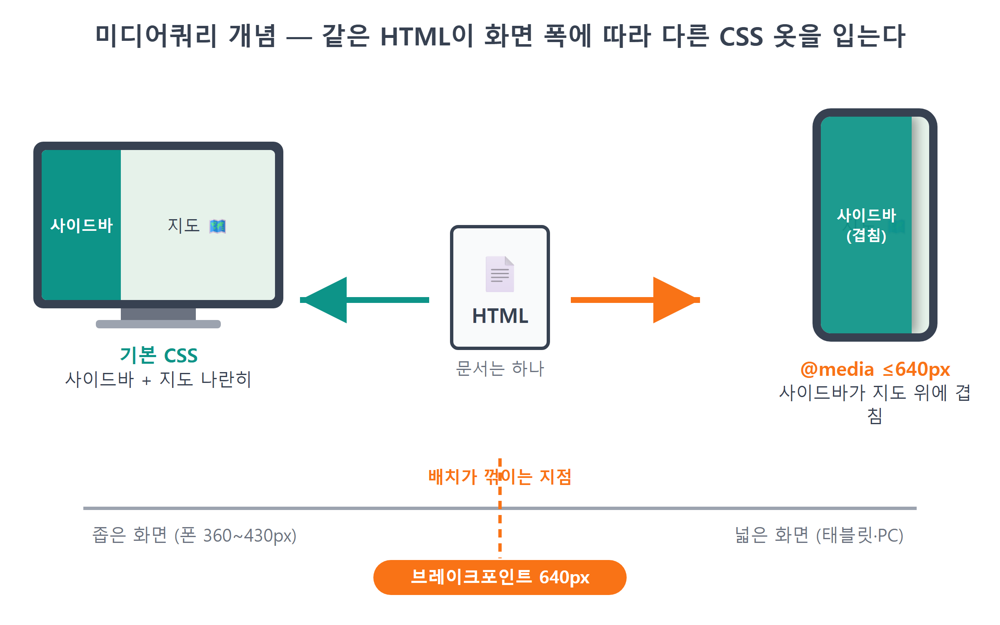 미디어쿼리 개념 — 같은 HTML이 화면 폭에 따라 다른 CSS 옷을 입는다
사이드바
지도
기본 CSS
사이드바 + 지도 나란히
HTML
문서는 하나
사이드바
(겹침)
지도
@media ≤640px
사이드바가 지도 위에 겹
침
배치가 꺾이는 지점
좁은 화면 (폰 360~430px)
넓은 화면 (태블릿·PC)
브레이크포인트 640px